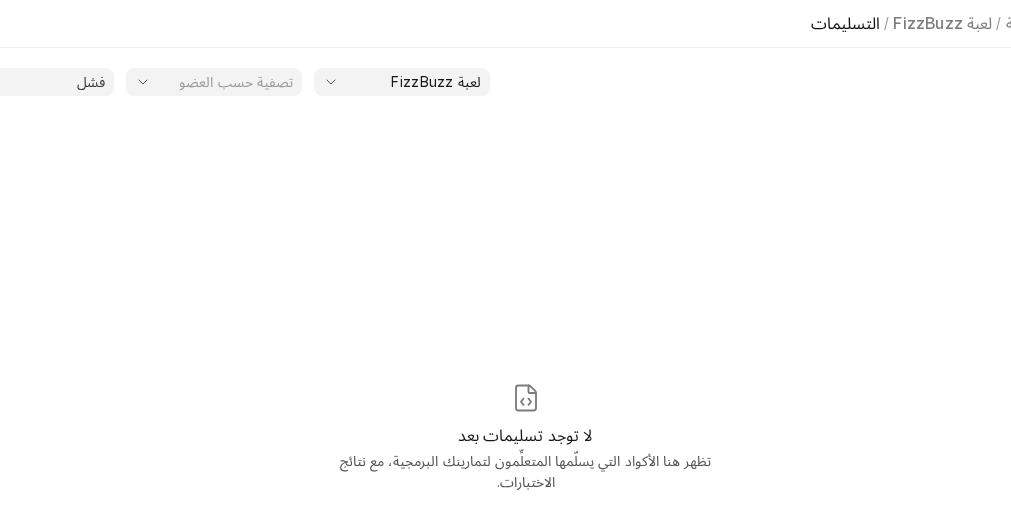 لعبة FizzBuzz / التسليمات
لعبة FizzBuzz
تصفية حسب العضو
فشل
لا توجد تسليمات بعد
تظهر هنا الأكواد التي يسلّمها المتعلّمون لتمارينك البرمجية، مع نتائج
الاختبارات.